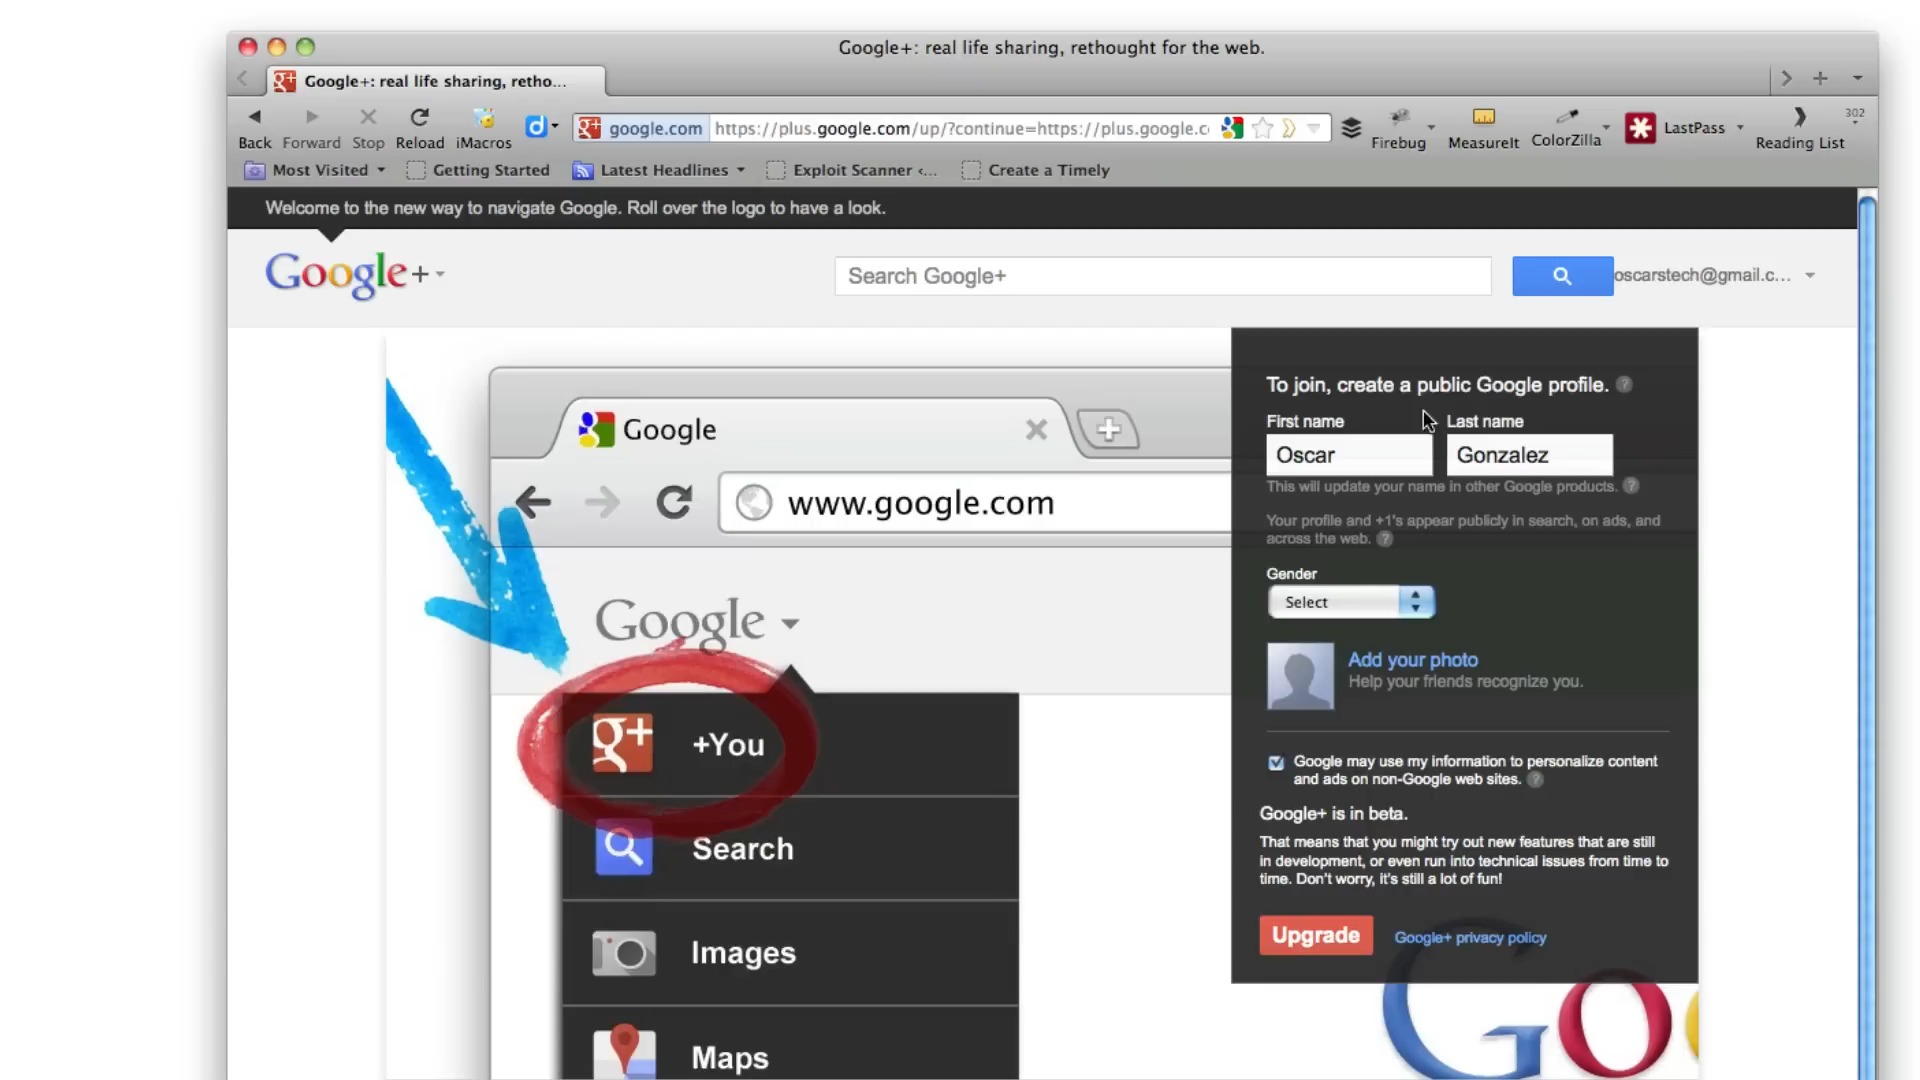 Google+: real life sharing, rethought for the web.
Google+: real life sharing, retho...
302
Back Forward Stop Reload iMacros
google.com https://plus.google.com/up/?continue=https://plus.google.c
Firebug MeasureIt ColorZilla LastPass Reading List
Most Visited Getting Started Latest Headlines Exploit Scanner <... Create a Timely
Welcome to the new way to navigate Google. Roll over the logo to have a look.
Google+
Search Google+
oscarstech@gmail.c...
Google
www.google.com
Google
+You
Search
Images
Maps
To join, create a public Google profile.
First name Last name
Oscar Gonzalez
This will update your name in other Google products.
Your profile and +1's appear publicly in search, on ads, and
across the web.
Gender
Select
Add your photo
Help your friends recognize you.
Google may use my information to personalize content
and ads on non-Google web sites.
Google+ is in beta.
That means that you might try out new features that are still
in development, or even run into technical issues from time to
time. Don't worry, it's still a lot of fun!
Upgrade Google+ privacy policy
Go